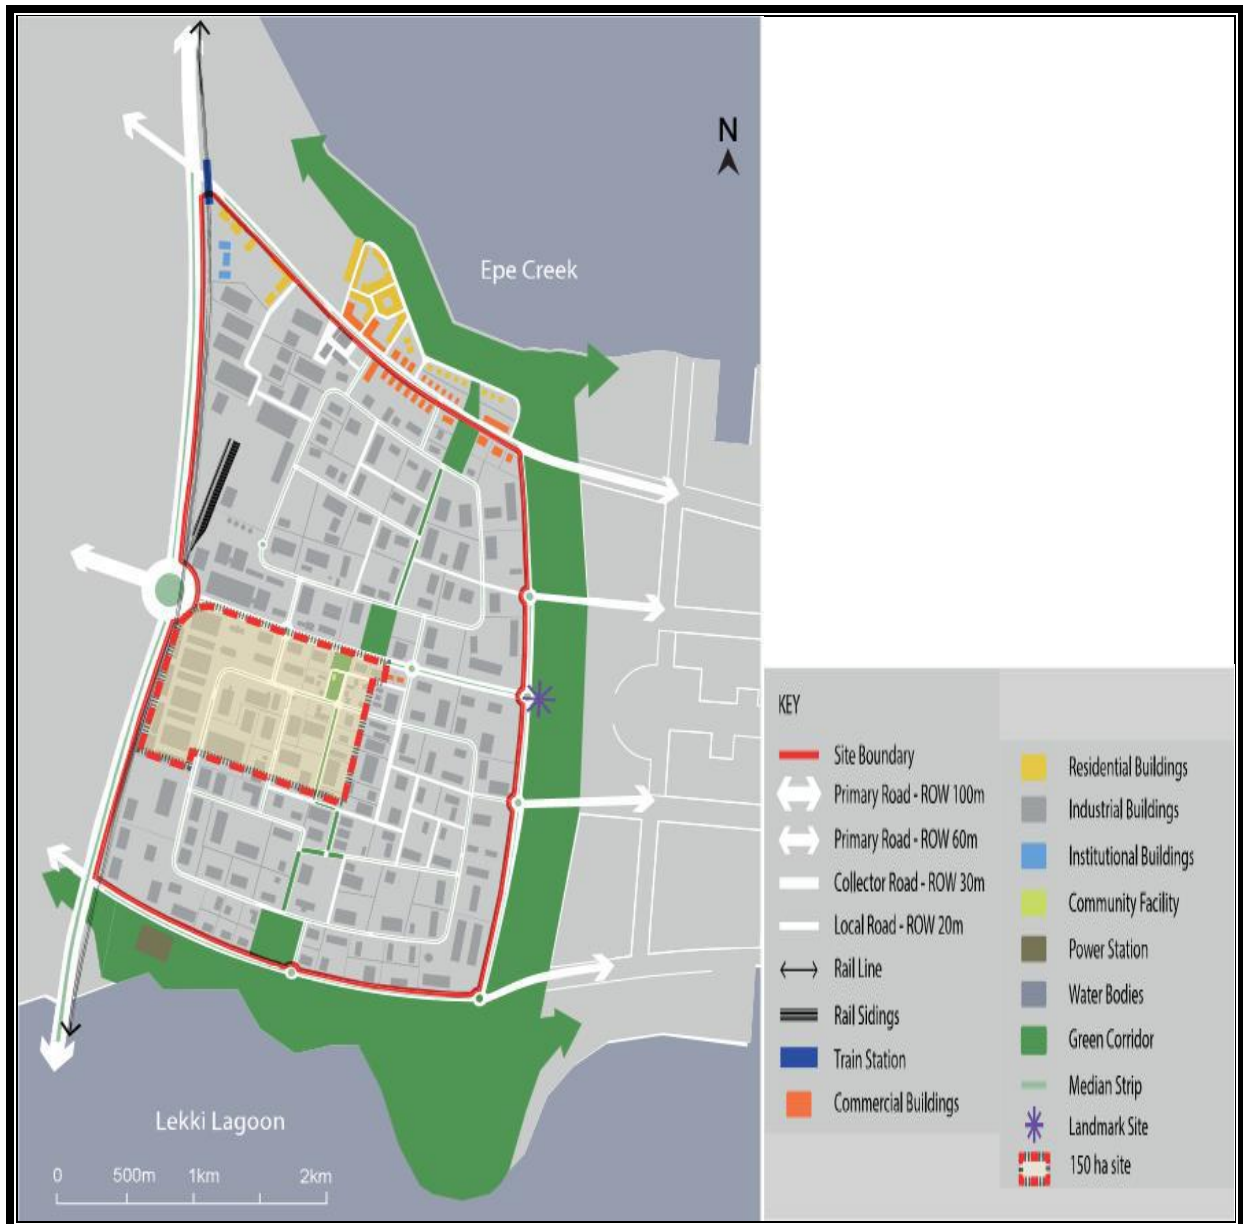 N
Epe Creek
Lekki Lagoon
0 500m 1km 2km
KEY
Site Boundary
Primary Road - ROW 100m
Primary Road - ROW 60m
Collector Road - ROW 30m
Local Road - ROW 20m
Rail Line
Rail Sidings
Train Station
Commercial Buildings
Residential Buildings
Industrial Buildings
Institutional Buildings
Community Facility
Power Station
Water Bodies
Green Corridor
Median Strip
Landmark Site
150 ha site